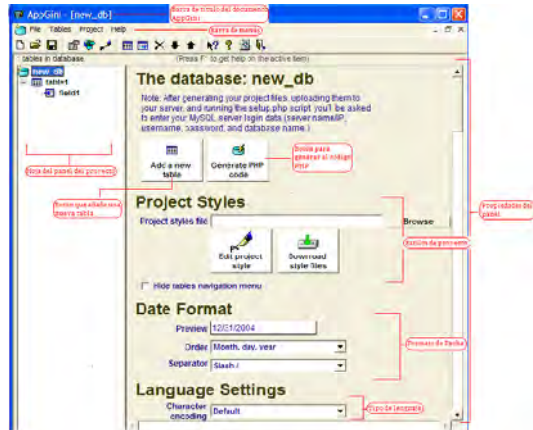 AppGini - [new_db]
Barra de titulo del documento
AppGini
File Tables Project Help
Barra de menús
tables in database
(Press F1 to get help on the active item)
new_db
table1
field1
The database: new_db
Note: After generating your project files, uploading them to
your server, and running the setup.php script, you'll be asked
to enter your MySQL server login data (server name/IP,
username, password, and database name.)
Add a new
table
Generate PHP
code
Botón para
generar el código
PHP
Hoja del panel del proyecto
Botón que añade una
nueva tabla
Propiedades del
panel
Project Styles
Project styles file
Browse
Edit project
style
Download
style files
Estilos de proyecto
Hide tables navigation menu
Date Format
Preview 12/31/2004
Order Month, day, year
Separator Slash /
Formato de Fecha
Language Settings
Character
encoding
Default
Tipo de lenguaje